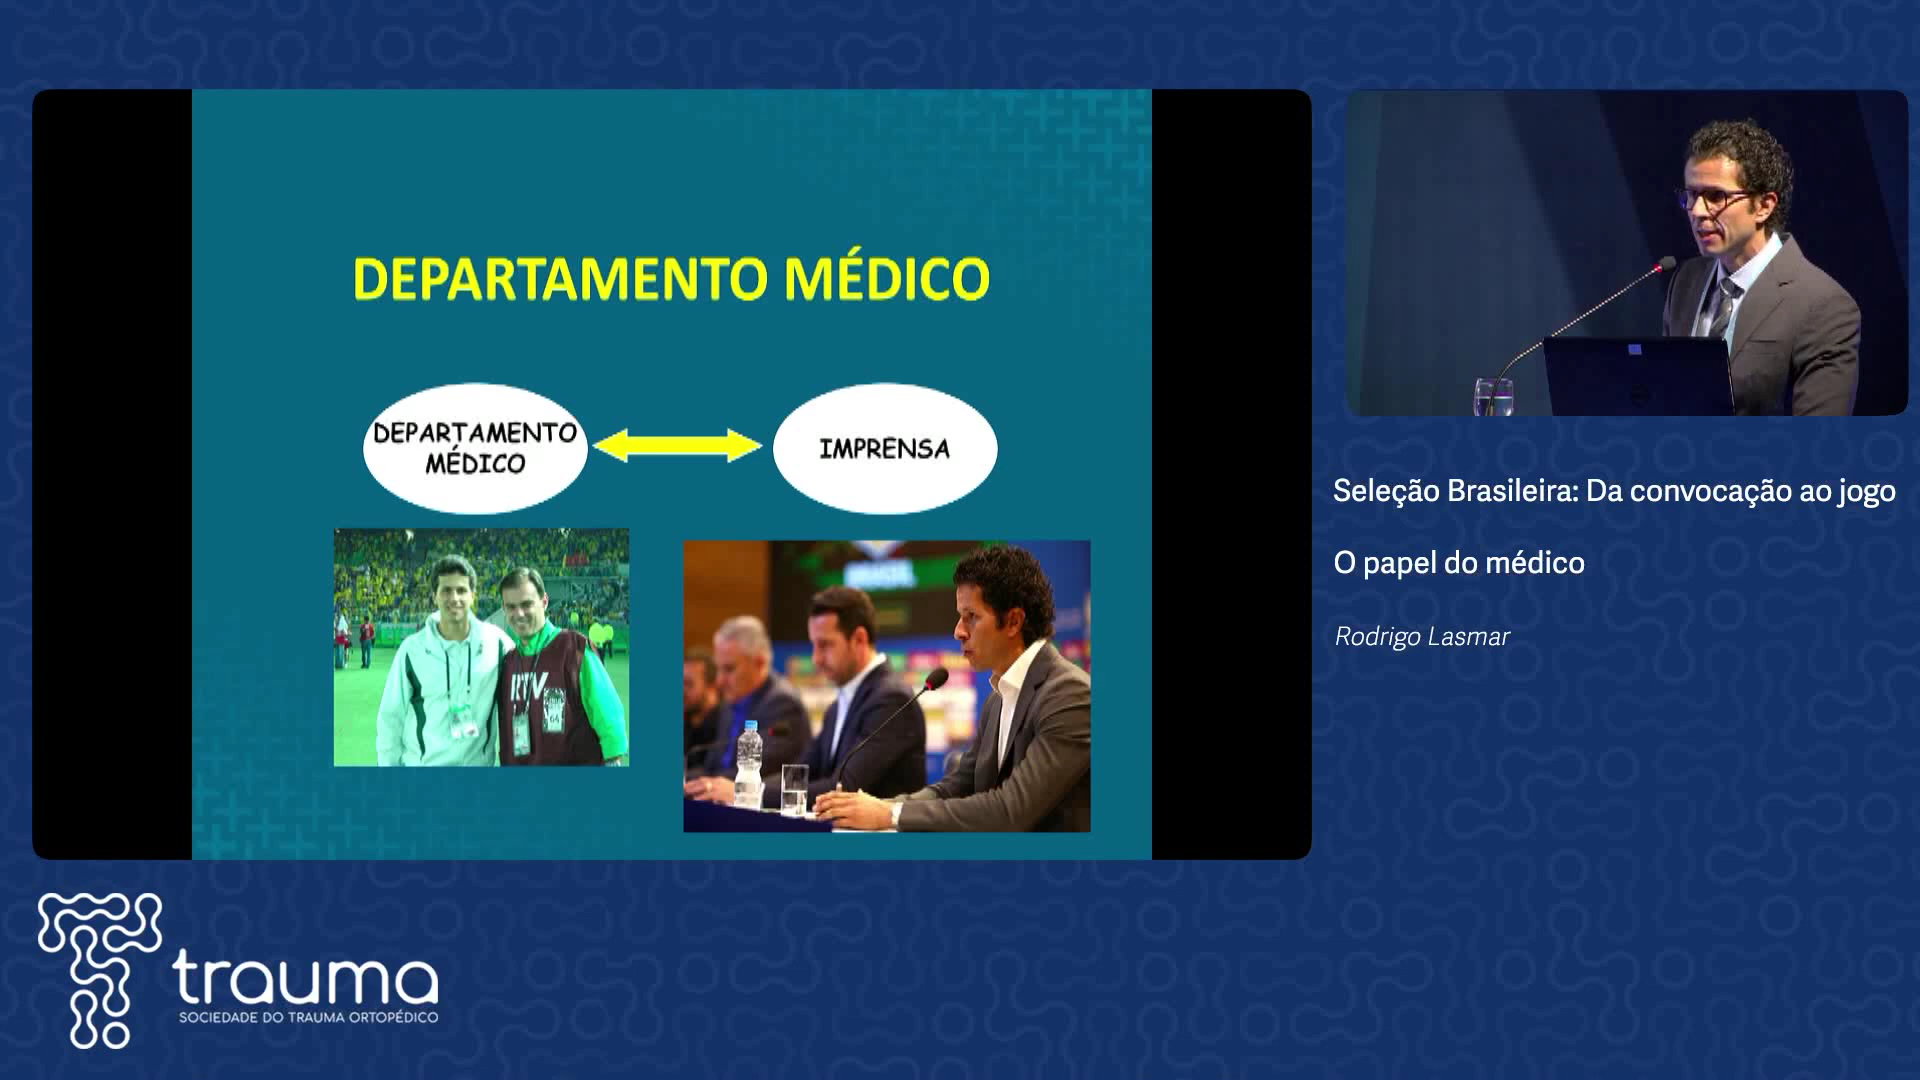 DEPARTAMENTO MÉDICO
DEPARTAMENTO
MÉDICO
IMPRENSA
Seleção Brasileira: Da convocação ao jogo
O papel do médico
Rodrigo Lasmar
trauma
SOCIEDADE DO TRAUMA ORTOPÉDICO
64